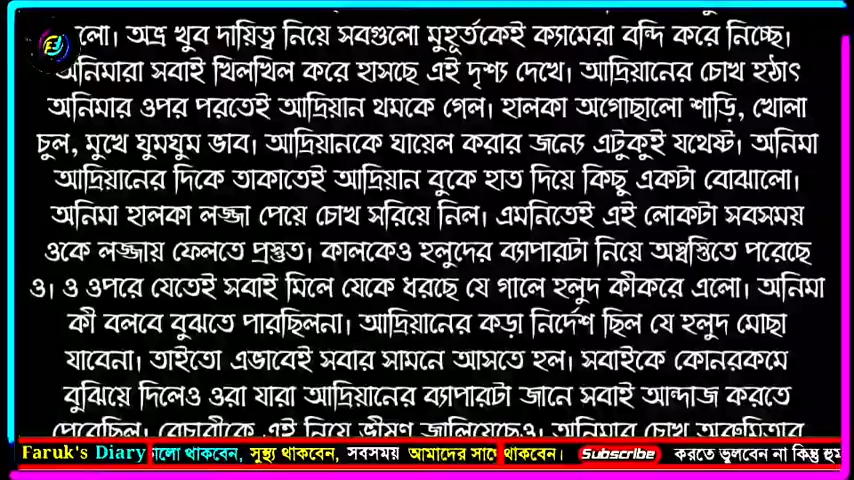 লো। অভ্র খুব দায়িত্ব নিয়ে সবগুলো মুহূর্তকেই ক্যামেরা বন্দি করে নিচ্ছে।
অনিমারা সবাই খিলখিল করে হাসছে এই দৃশ্য দেখে। আদ্রিয়ানের চোখ হঠাৎ
অনিমার ওপর পরতেই আদ্রিয়ান থমকে গেল। হালকা অগোছালো শাড়ি, খোলা
চুল, মুখে ঘুমঘুম ভাব। আদ্রিয়ানকে ঘায়েল করার জন্যে এটুকুই যথেষ্ট। অনিমা
আদ্রিয়ানের দিকে তাকাতেই আদ্রিয়ান বুকে হাত দিয়ে কিছু একটা বোঝালো।
অনিমা হালকা লজ্জা পেয়ে চোখ সরিয়ে নিল। এমনিতেই এই লোকটা সবসময়
ওকে লজ্জায় ফেলতে প্রস্তুত। কালকেও হলুদের ব্যাপারটা নিয়ে অস্বস্তিতে পরেছে
ও। ও ওপরে যেতেই সবাই মিলে যেকে ধরছে যে গালে হলুদ কীকরে এলো। অনিমা
কী বলবে বুঝতে পারছিলনা। আদ্রিয়ানের কড়া নির্দেশ ছিল যে হলুদ মোছা
যাবেনা। তাইতো এভাবেই সবার সামনে আসতে হল। সবাইকে কোনরকমে
বুঝিয়ে দিলেও ওরা যারা আদ্রিয়ানের ব্যাপারটা জানে সবাই আন্দাজ করতে
পেরেছিল। বেচারীকে এই নিয়ে ভীষণ জ্বালিয়েছেও। অনিমার চোখ অরুমিতার
Faruk's Diary ভালো থাকবেন, সুস্থ্য থাকবেন, সবসময় আমাদের সাথে থাকবেন। Subscribe করতে ভুলবেন না কিন্তু